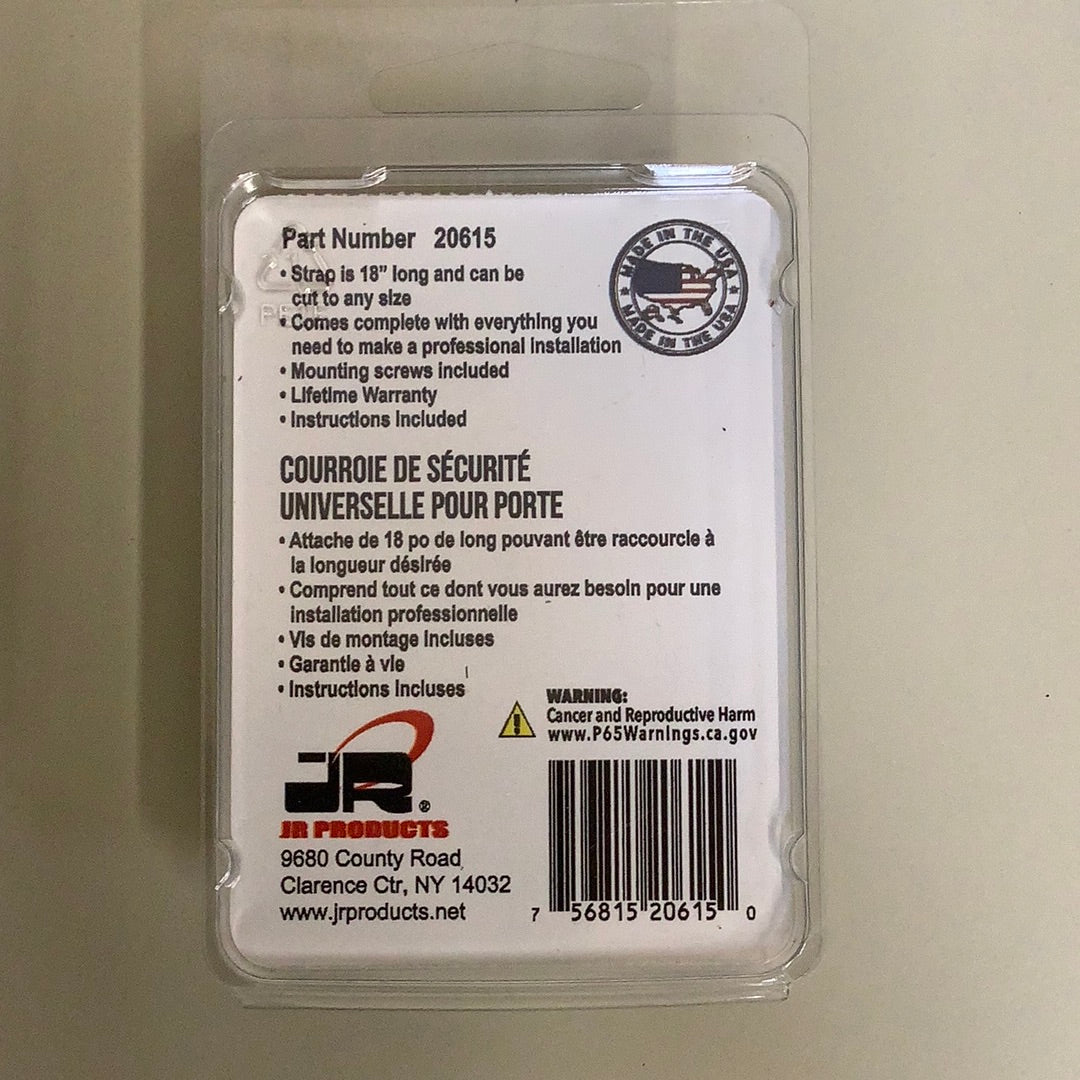 Part Number 20615
• Strap is 18” long and can be
cut to any size
• Comes complete with everything you
need to make a professional installation
• Mounting screws included
• Lifetime Warranty
• Instructions Included
MADE IN THE USA
MADE IN THE USA
COURROIE DE SÉCURITÉ
UNIVERSELLE POUR PORTE
• Attache de 18 po de long pouvant être raccourcie à
la longueur désirée
• Comprend tout ce dont vous aurez besoin pour une
installation professionnelle
• Vis de montage incluses
• Garantie à vie
• Instructions Incluses
WARNING:
Cancer and Reproductive Harm
www.P65Warnings.ca.gov
JR®
JR PRODUCTS
9680 County Road
Clarence Ctr, NY 14032
www.jrproducts.net
7 56815 20615 0